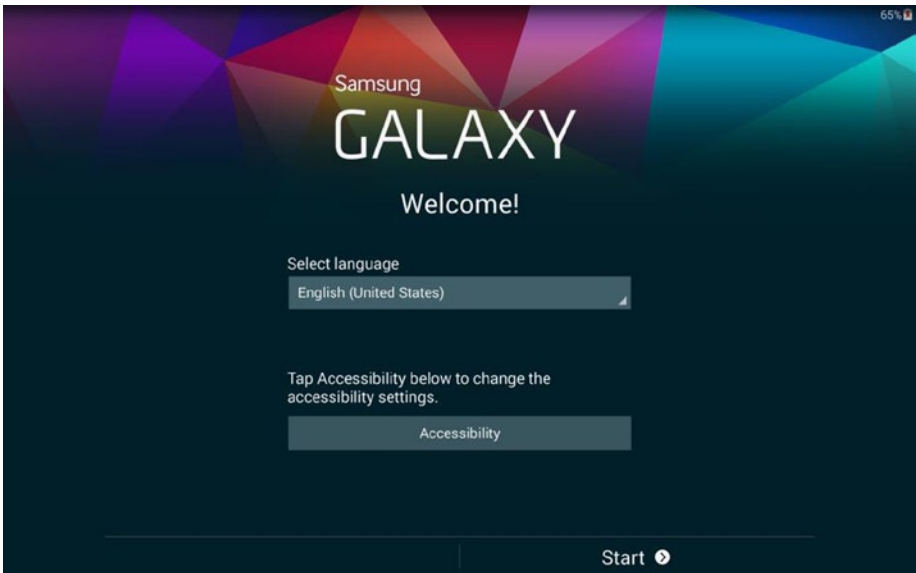 65%
Samsung
GALAXY
Welcome!
Select language
English (United States)
Tap Accessibility below to change the
accessibility settings.
Accessibility
Start